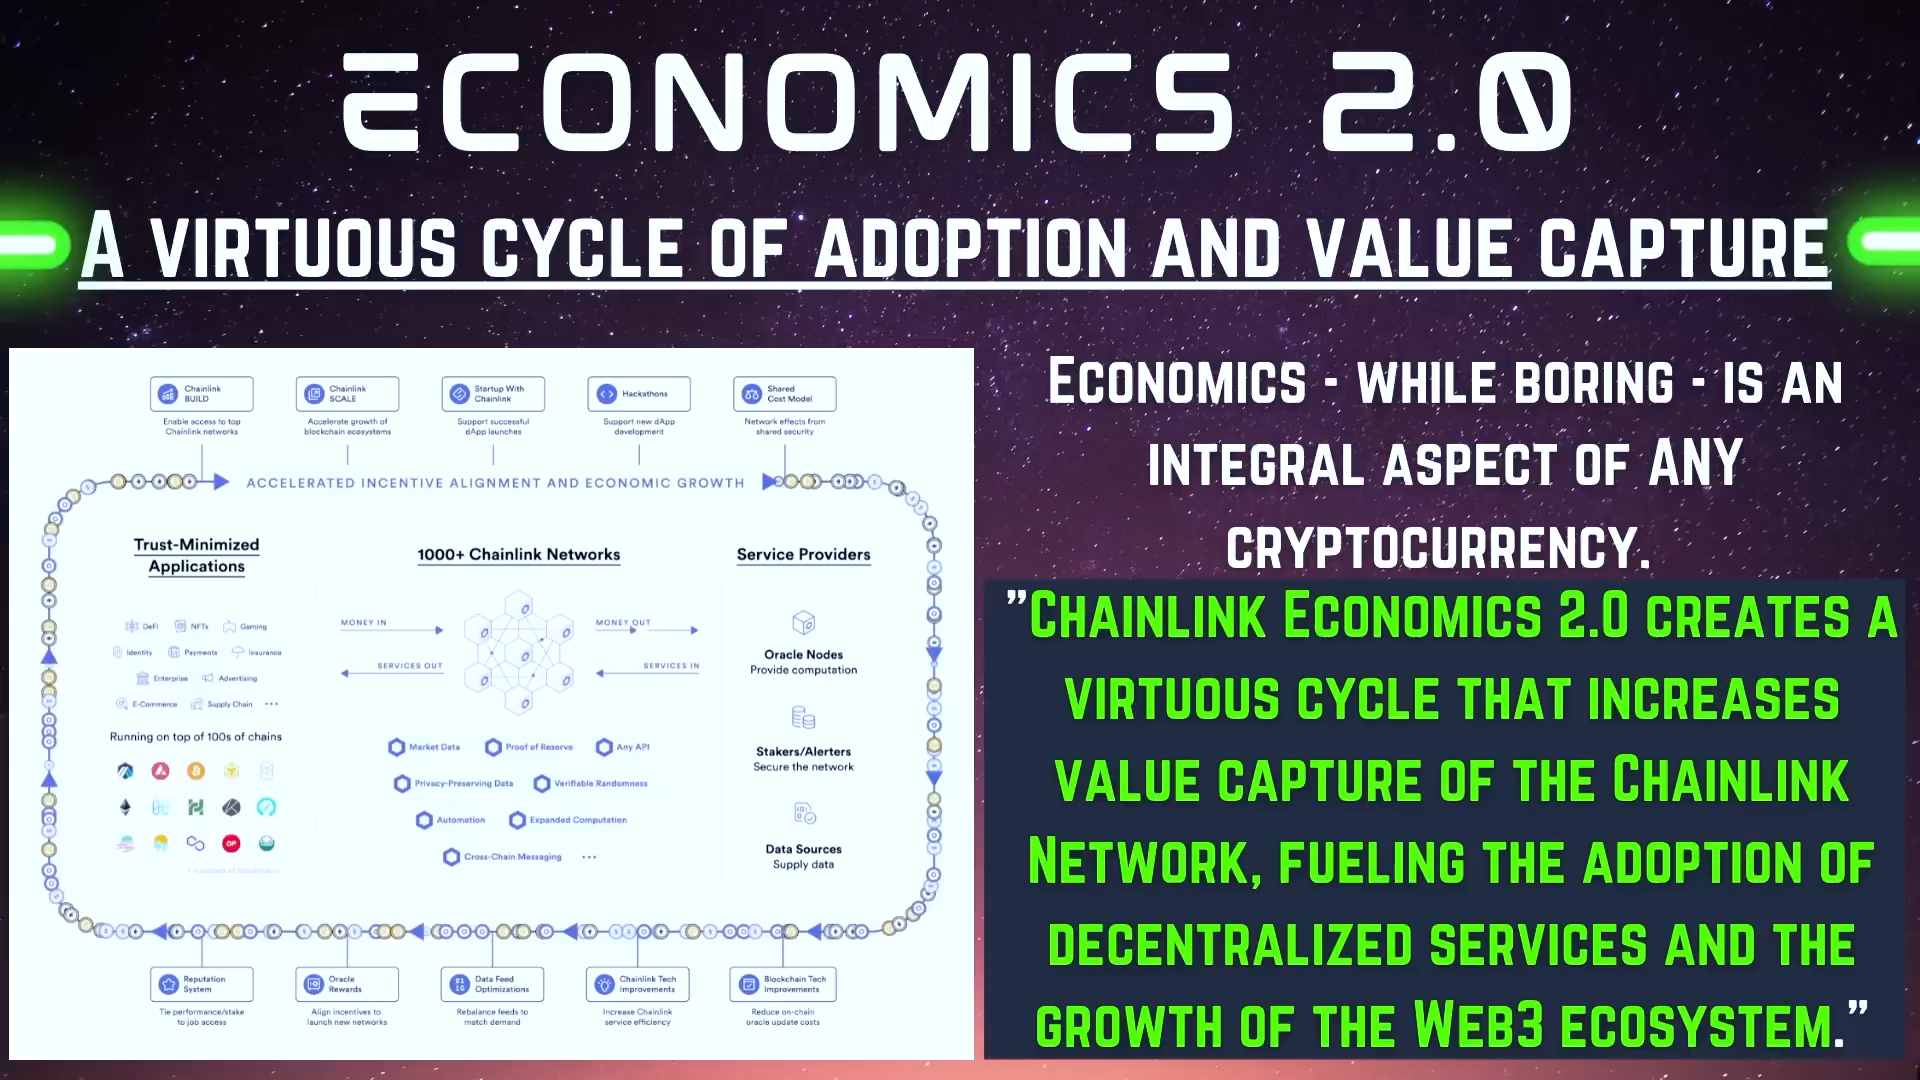 ECONOMICS 2.0
A VIRTUOUS CYCLE OF ADOPTION AND VALUE CAPTURE
Chainlink
BUILD
Enable access to top
Chainlink networks
Chainlink
SCALE
Accelerate growth of
blockchain ecosystems
Startup With
Chainlink
Support successful
dApp launches
Hackathons
Support new dApp
development
Shared
Cost Model
Network effects from
shared security
ACCELERATED INCENTIVE ALIGNMENT AND ECONOMIC GROWTH
Trust-Minimized
Applications
DeFi
NFTs
Gaming
Identity
Payments
Insurance
Enterprise
Advertising
E-Commerce
Supply Chain
...
Running on top of 100s of chains
OP
1000+ Chainlink Networks
MONEY IN
SERVICES OUT
MONEY OUT
SERVICES IN
Market Data
Proof of Reserve
Any API
Privacy-Preserving Data
Verifiable Randomness
Automation
Expanded Computation
Cross-Chain Messaging
...
Service Providers
Oracle Nodes
Provide computation
Stakers/Alerters
Secure the network
Data Sources
Supply data
Reputation
System
Tie performance/stake
to job access
Oracle
Rewards
Align incentives to
launch new networks
Data Feed
Optimizations
Rebalance feeds to
match demand
Chainlink Tech
Improvements
Increase Chainlink
service efficiency
Blockchain Tech
Improvements
Reduce on-chain
oracle update costs
ECONOMICS - WHILE BORING - IS AN
INTEGRAL ASPECT OF ANY
CRYPTOCURRENCY.
"CHAINLINK ECONOMICS 2.0 CREATES A
VIRTUOUS CYCLE THAT INCREASES
VALUE CAPTURE OF THE CHAINLINK
NETWORK, FUELING THE ADOPTION OF
DECENTRALIZED SERVICES AND THE
GROWTH OF THE WEB3 ECOSYSTEM."